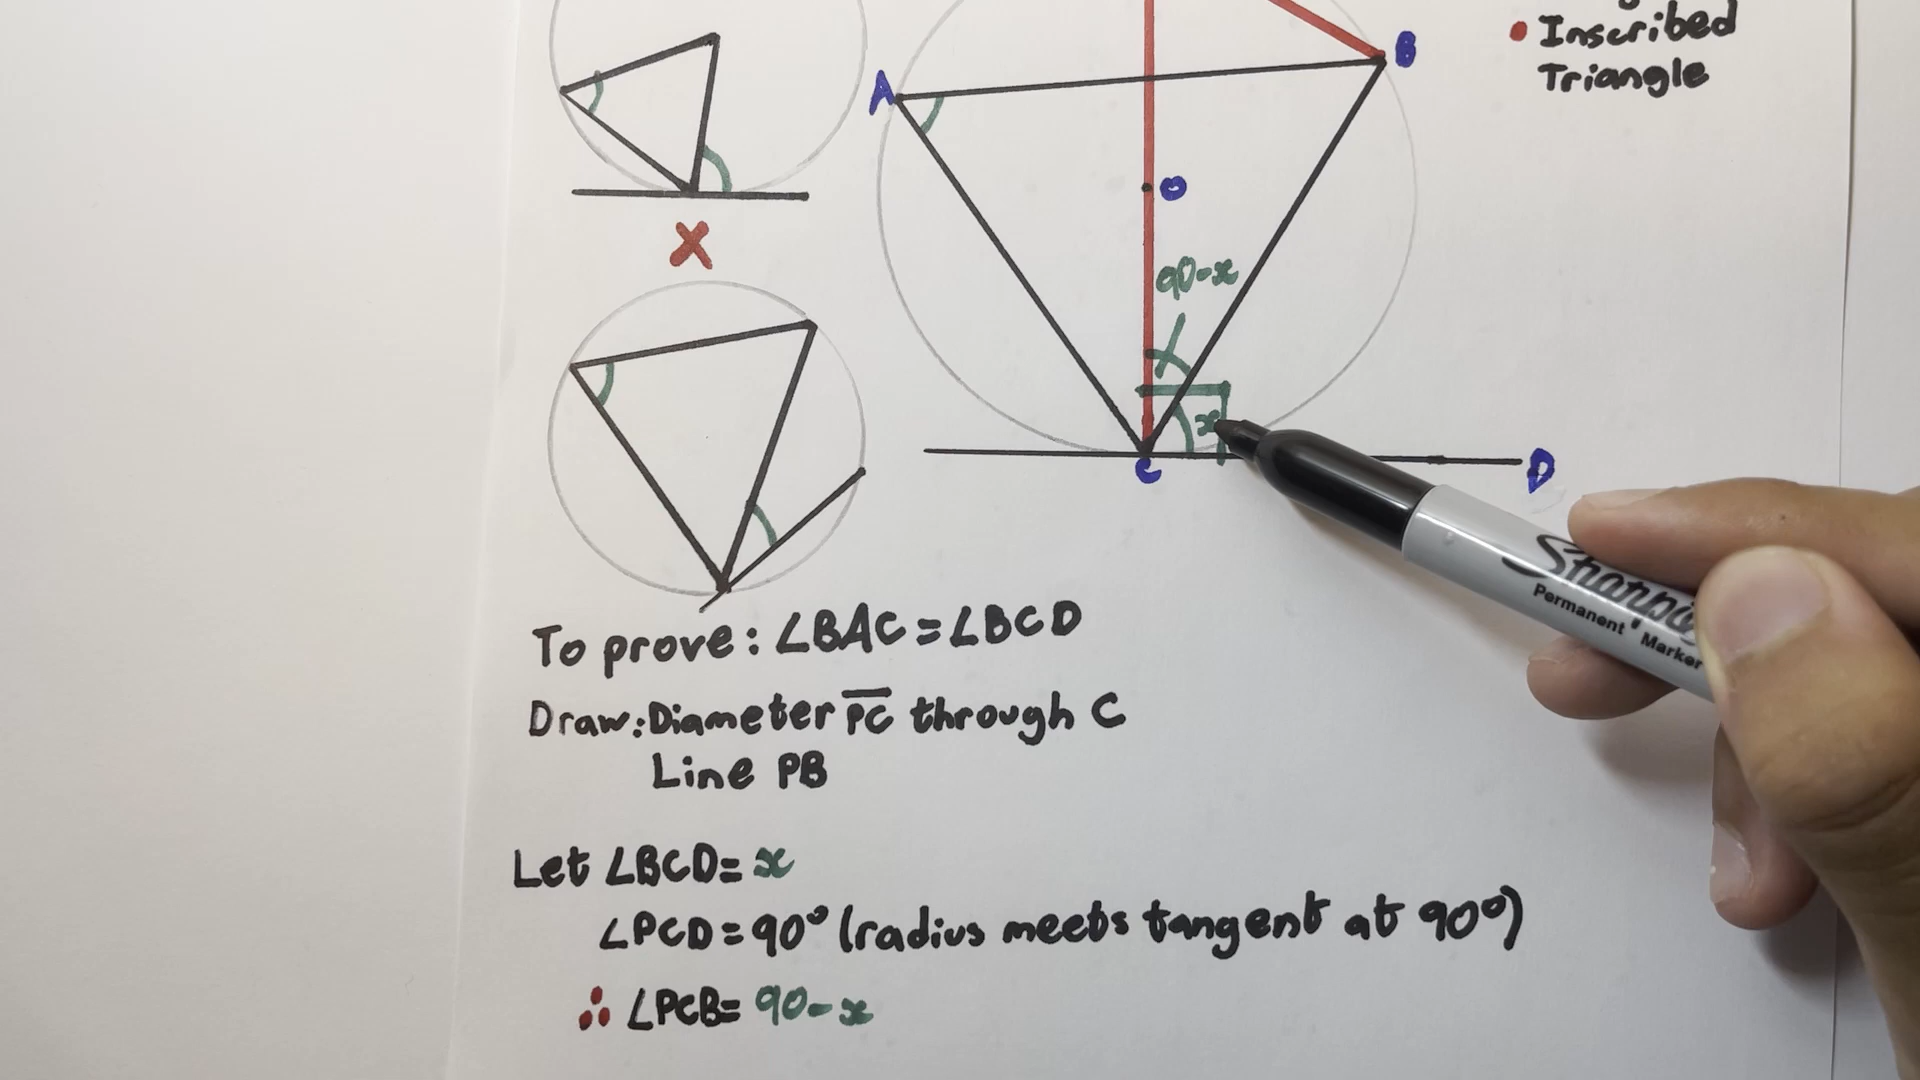 • Inscribed
Triangle
B
A
O
90-x
x
C
D
X
To prove: ∠BAC = ∠BCD
Draw: Diameter P̅C̅ through C
Line PB
Let ∠BCD = x
∠PCD = 90° (radius meets tangent at 90°)
∴ ∠PCB = 90-x
Sharpie
Permanent Marker